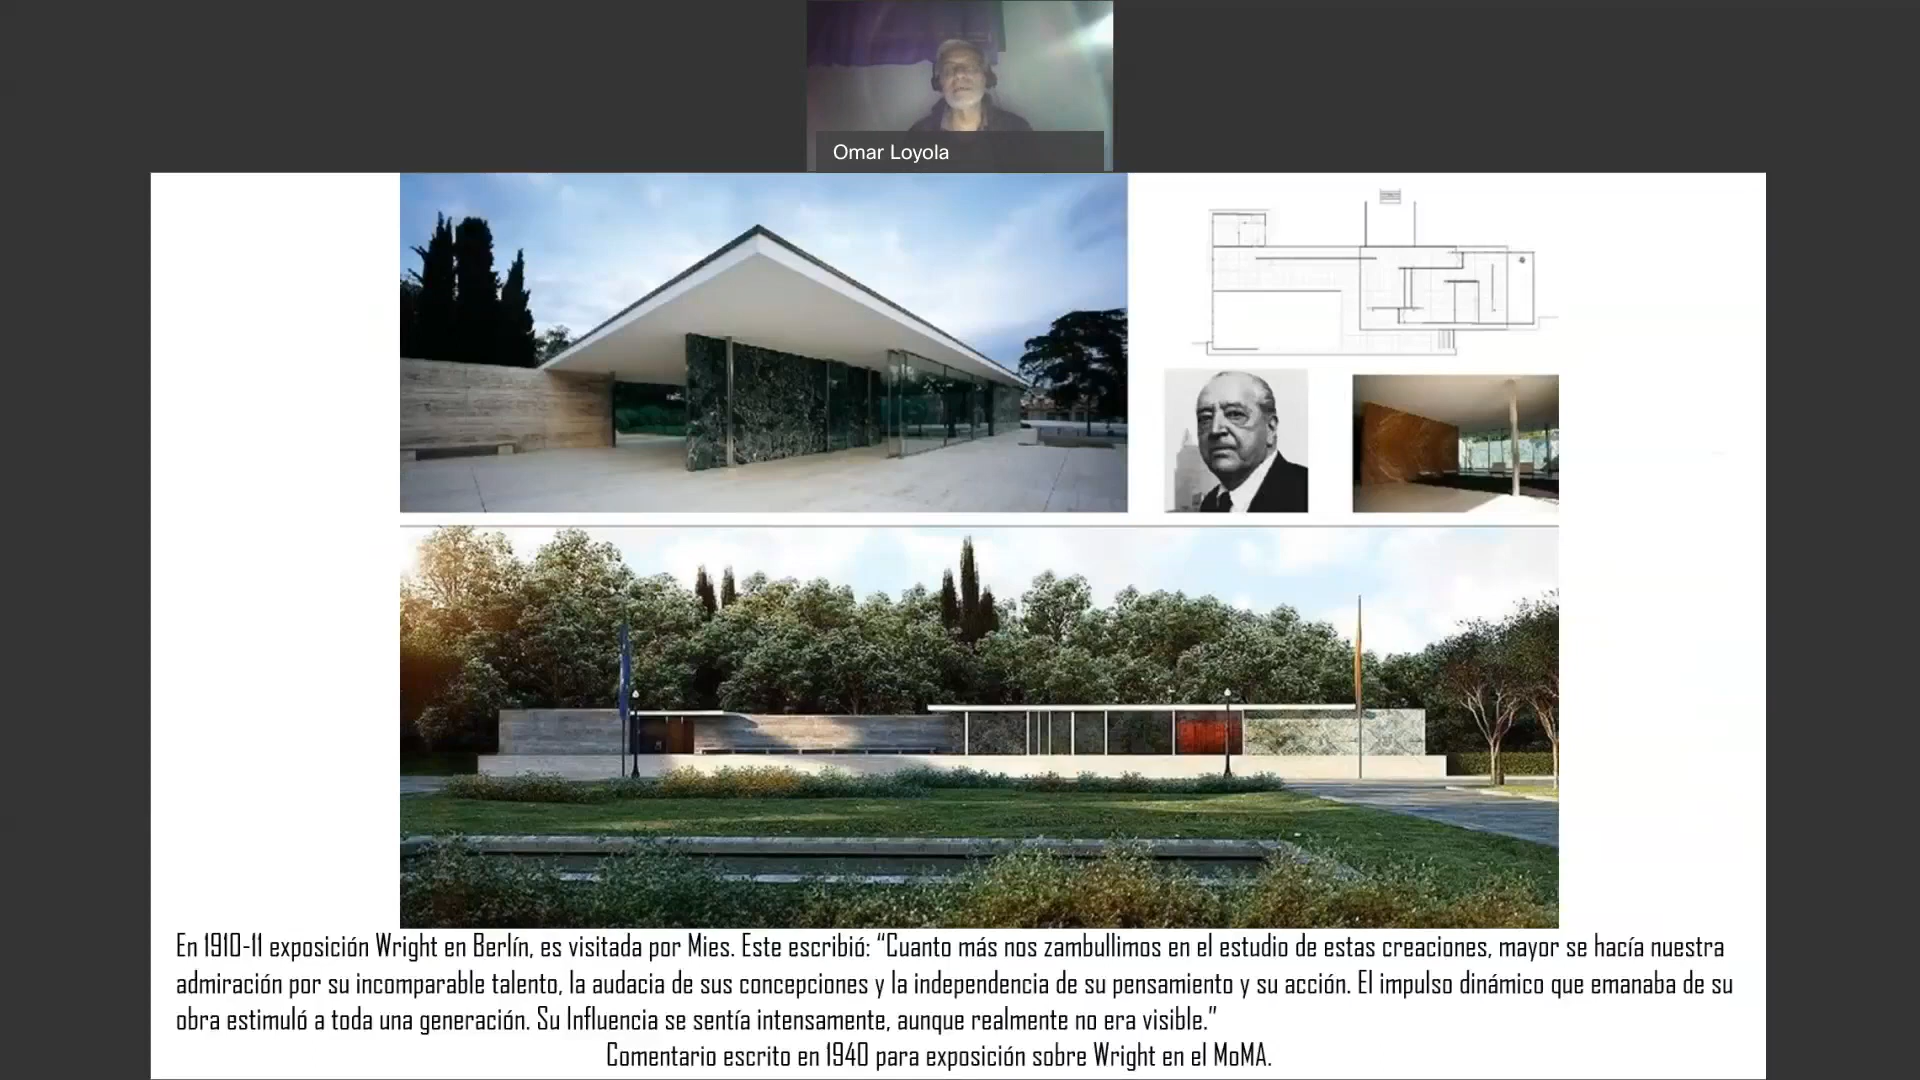 Omar Loyola
En 1910-11 exposición Wright en Berlín, es visitada por Mies. Este escribió: “Cuanto más nos zambullimos en el estudio de estas creaciones, mayor se hacía nuestra
admiración por su incomparable talento, la audacia de sus concepciones y la independencia de su pensamiento y su acción. El impulso dinámico que emanaba de su
obra estimuló a toda una generación. Su Influencia se sentía intensamente, aunque realmente no era visible.”
Comentario escrito en 1940 para exposición sobre Wright en el MoMA.